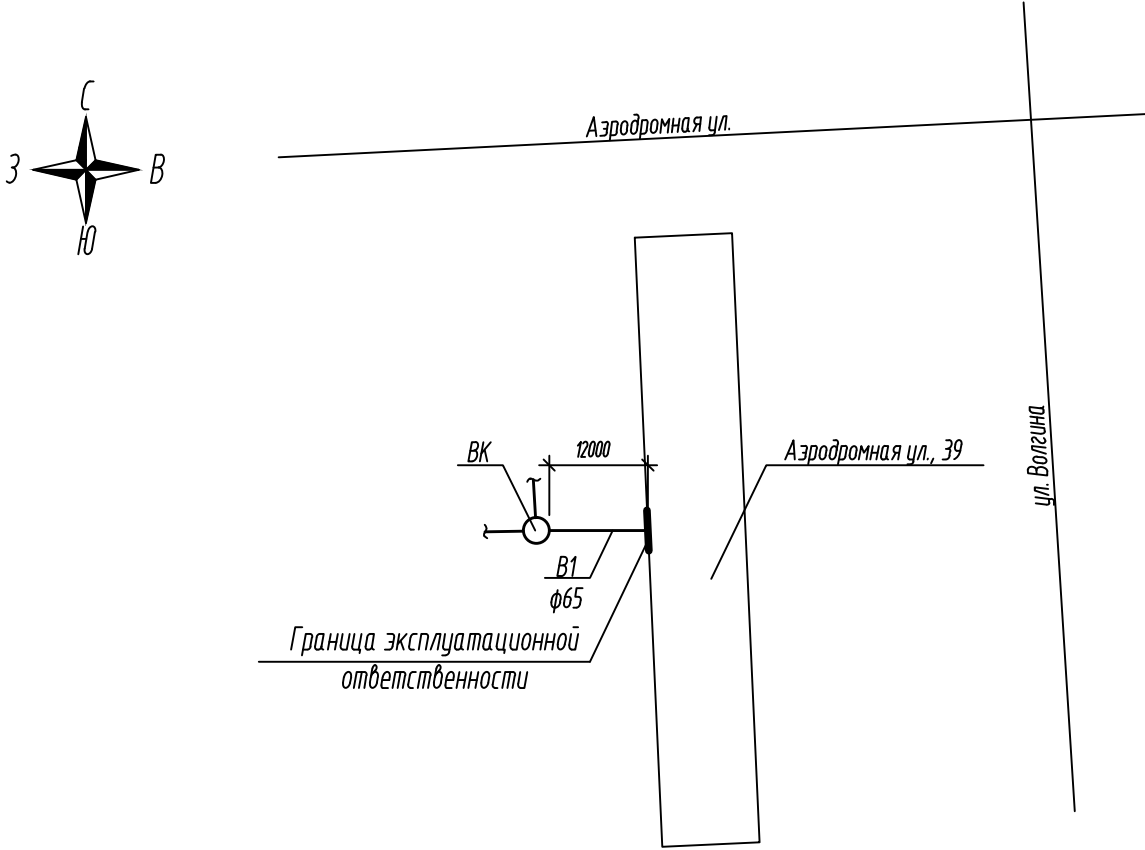 С
З
В
Ю
Аэродромная ул.
ул. Волгина
ВК
12000
Аэродромная ул., 39
В1
ф65
Граница эксплуатационной
ответственности